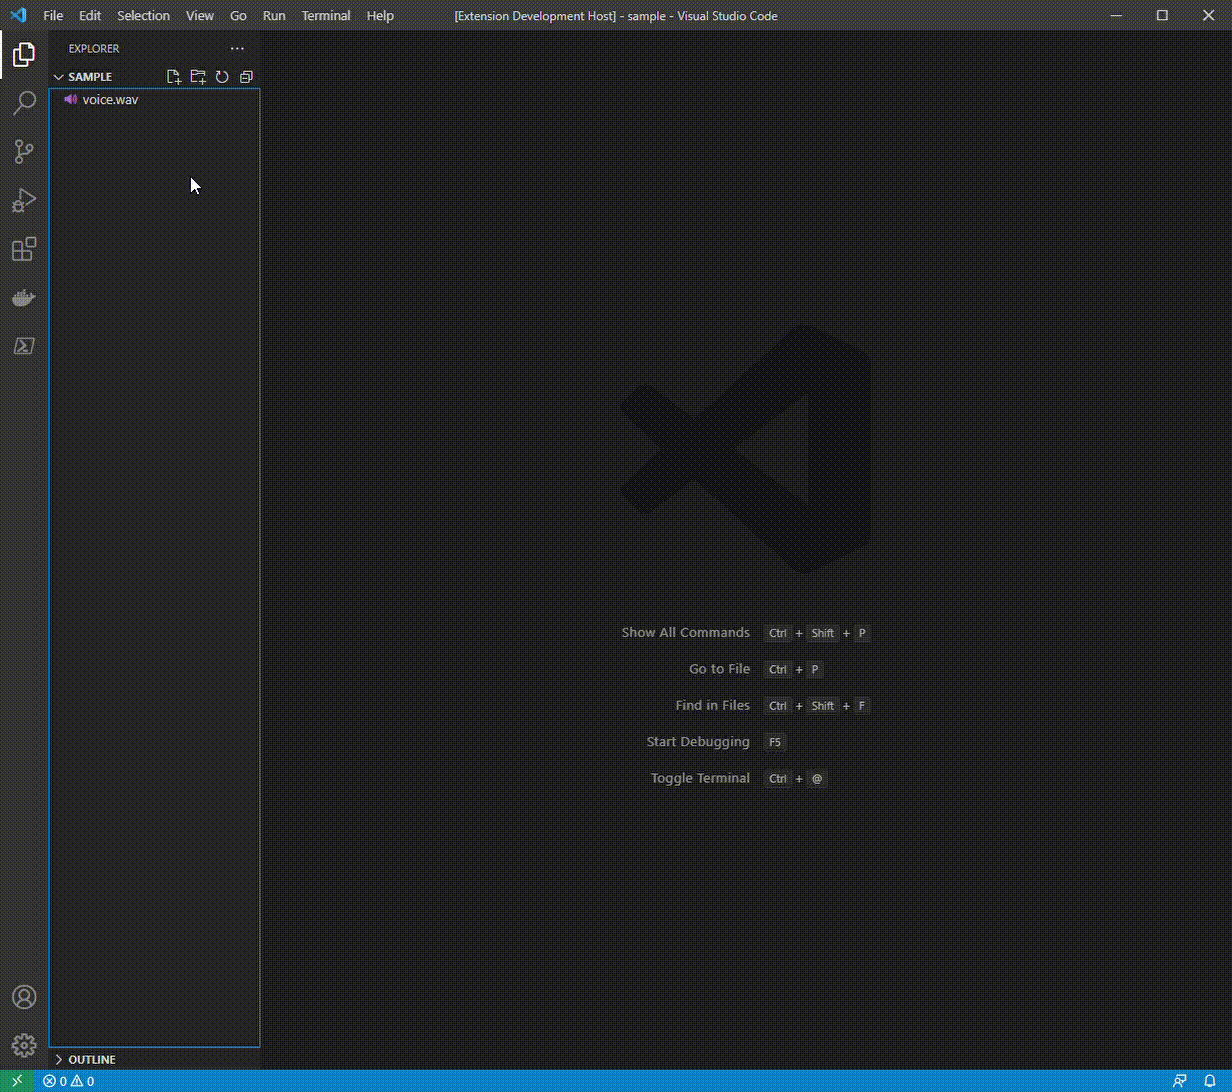 File Edit Selection View Go Run Terminal Help [Extension Development Host] - sample - Visual Studio Code
EXPLORER
SAMPLE
voice.wav
Show All Commands Ctrl + Shift + P
Go to File Ctrl + P
Find in Files Ctrl + Shift + F
Start Debugging F5
Toggle Terminal Ctrl + @
OUTLINE
0 0